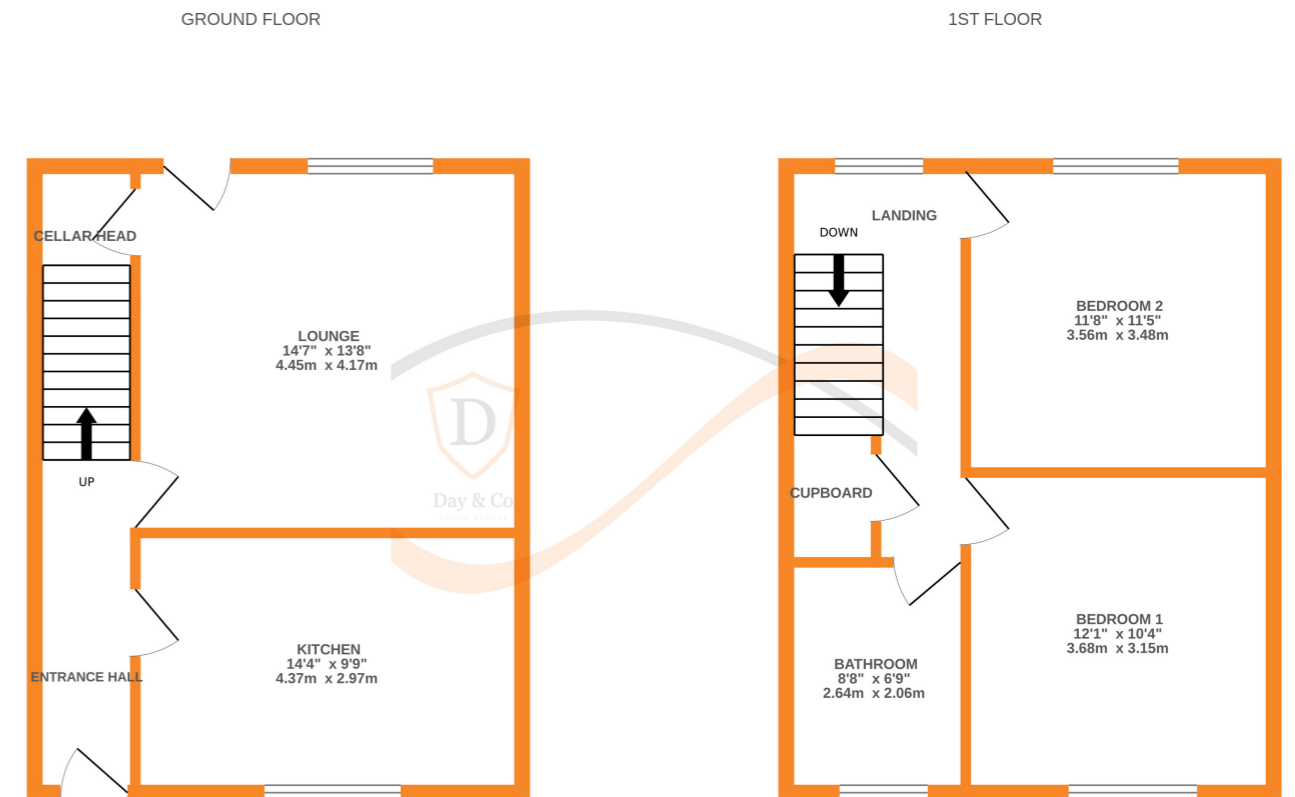 GROUND FLOOR
1ST FLOOR
CELLAR HEAD
LOUNGE
14'7" x 13'8"
4.45m x 4.17m
UP
KITCHEN
14'4" x 9'9"
4.37m x 2.97m
ENTRANCE HALL
D
Day & Co
ESTATE AGENTS
LANDING
DOWN
BEDROOM 2
11'8" x 11'5"
3.56m x 3.48m
CUPBOARD
BEDROOM 1
12'1" x 10'4"
3.68m x 3.15m
BATHROOM
8'8" x 6'9"
2.64m x 2.06m